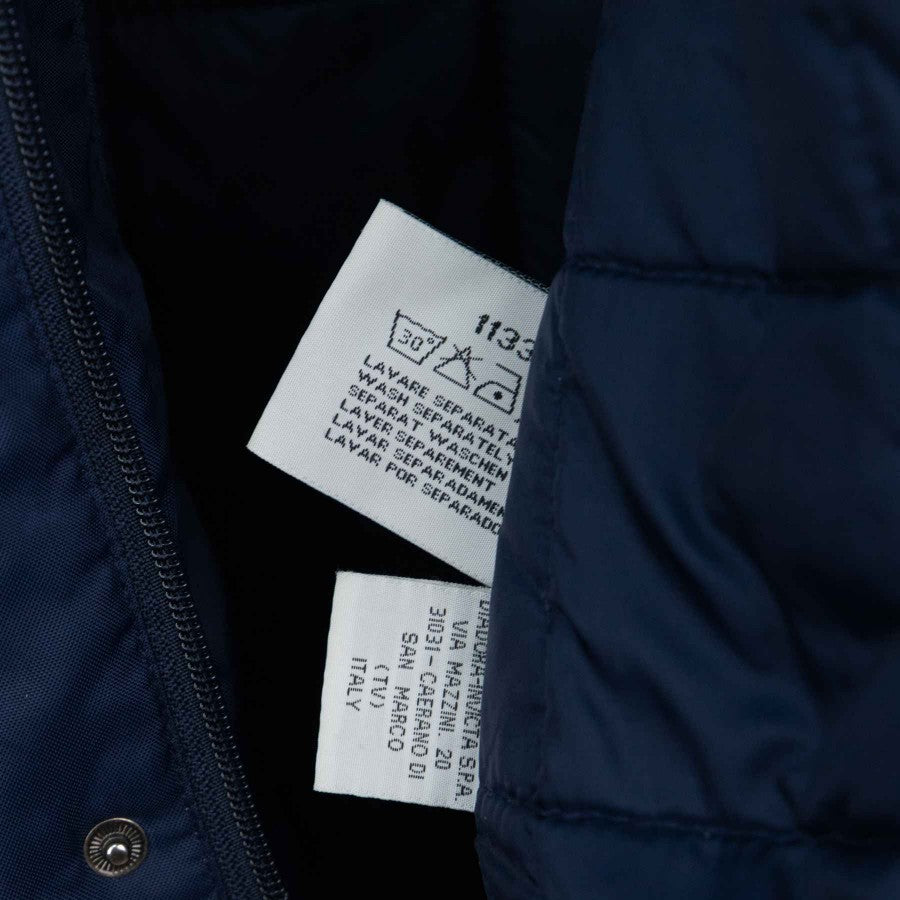 1133
30°
LAVARE SEPARATA
WASH SEPARATELY
SEPARAT WASCHEN
LAVER SEPAREMENT
LAVAR SEPARADAMEN
LAVAR POR SEPARADO
DIADORA-INVICTA S.P.A.
VIA MAZZINI, 20
31031-CAERANO DI
SAN MARCO
(TV)
ITALY